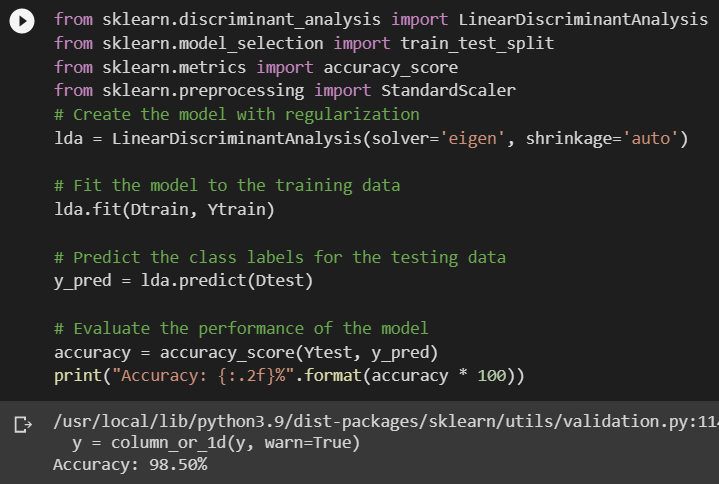 from sklearn.discriminant_analysis import LinearDiscriminantAnalysis
from sklearn.model_selection import train_test_split
from sklearn.metrics import accuracy_score
from sklearn.preprocessing import StandardScaler
# Create the model with regularization
lda = LinearDiscriminantAnalysis(solver='eigen', shrinkage='auto')
# Fit the model to the training data
lda.fit(Dtrain, Ytrain)
# Predict the class labels for the testing data
y_pred = lda.predict(Dtest)
# Evaluate the performance of the model
accuracy = accuracy_score(Ytest, y_pred)
print("Accuracy: {:.2f}%".format(accuracy * 100))
/usr/local/lib/python3.9/dist-packages/sklearn/utils/validation.py:114
y = column_or_1d(y, warn=True)
Accuracy: 98.50%